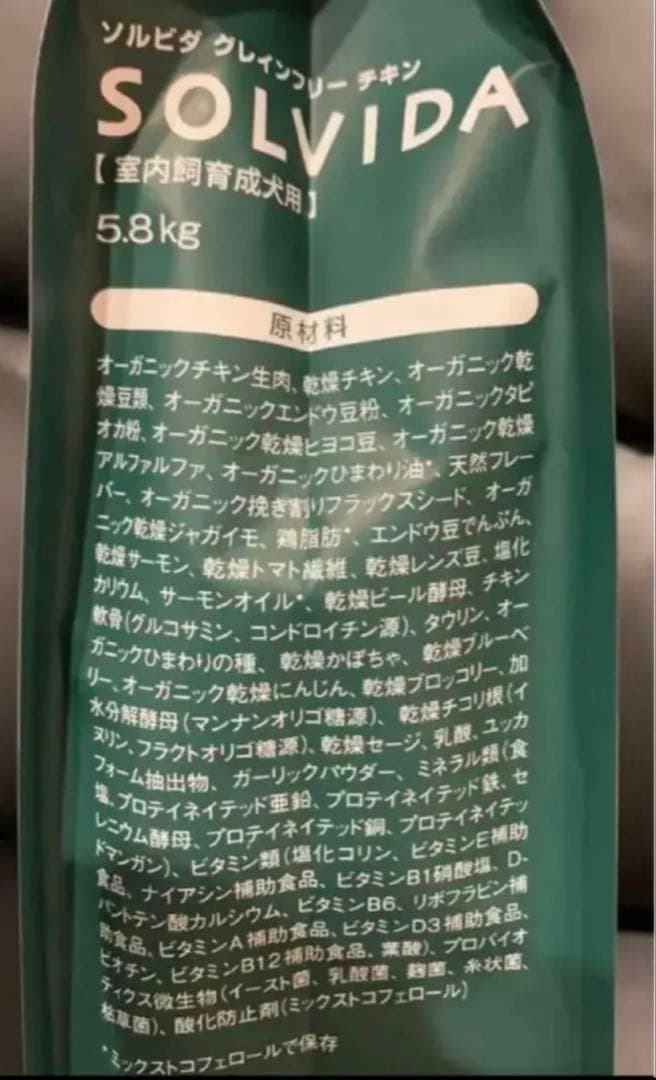 ソルビダ グレインフリー チキン
SOLVIDA
【室内飼育成犬用】
5.8kg
原材料
オーガニックチキン生肉、乾燥チキン、オーガニック乾
燥豆類、オーガニックエンドウ豆粉、オーガニックタピ
オカ粉、オーガニック乾燥ヒヨコ豆、オーガニック乾燥
アルファルファ、オーガニックひまわり油*、天然フレー
バー、オーガニック挽き割りフラックスシード、オーガ
ニック乾燥ジャガイモ、鶏脂肪*、エンドウ豆でんぷん、
乾燥サーモン、乾燥トマト繊維、乾燥レンズ豆、塩化
カリウム、サーモンオイル*、乾燥ビール酵母、チキン
軟骨(グルコサミン、コンドロイチン源)、タウリン、オー
ガニックひまわりの種、乾燥かぼちゃ、乾燥ブルーベ
リー、オーガニック乾燥にんじん、乾燥ブロッコリー、加
水分解酵母(マンナンオリゴ糖源)、乾燥チコリ根(イ
ヌリン、フラクトオリゴ糖源)、乾燥セージ、乳酸、ユッカ
フォーム抽出物、ガーリックパウダー、ミネラル類(食
塩、プロテイネイテッド亜鉛、プロテイネイテッド鉄、セ
レニウム酵母、プロテイネイテッド銅、プロテイネイテッ
ドマンガン)、ビタミン類(塩化コリン、ビタミンE補助
食品、ナイアシン補助食品、ビタミンB1硝酸塩、D-
パントテン酸カルシウム、ビタミンB6、リボフラビン補
助食品、ビタミンA補助食品、ビタミンD3補助食品、
ビオチン、ビタミンB12補助食品、葉酸)、プロバイオ
ティクス微生物(イースト菌、乳酸菌、麹菌、糸状菌、
枯草菌)、酸化防止剤(ミックストコフェロール)
*ミックストコフェロールで保存